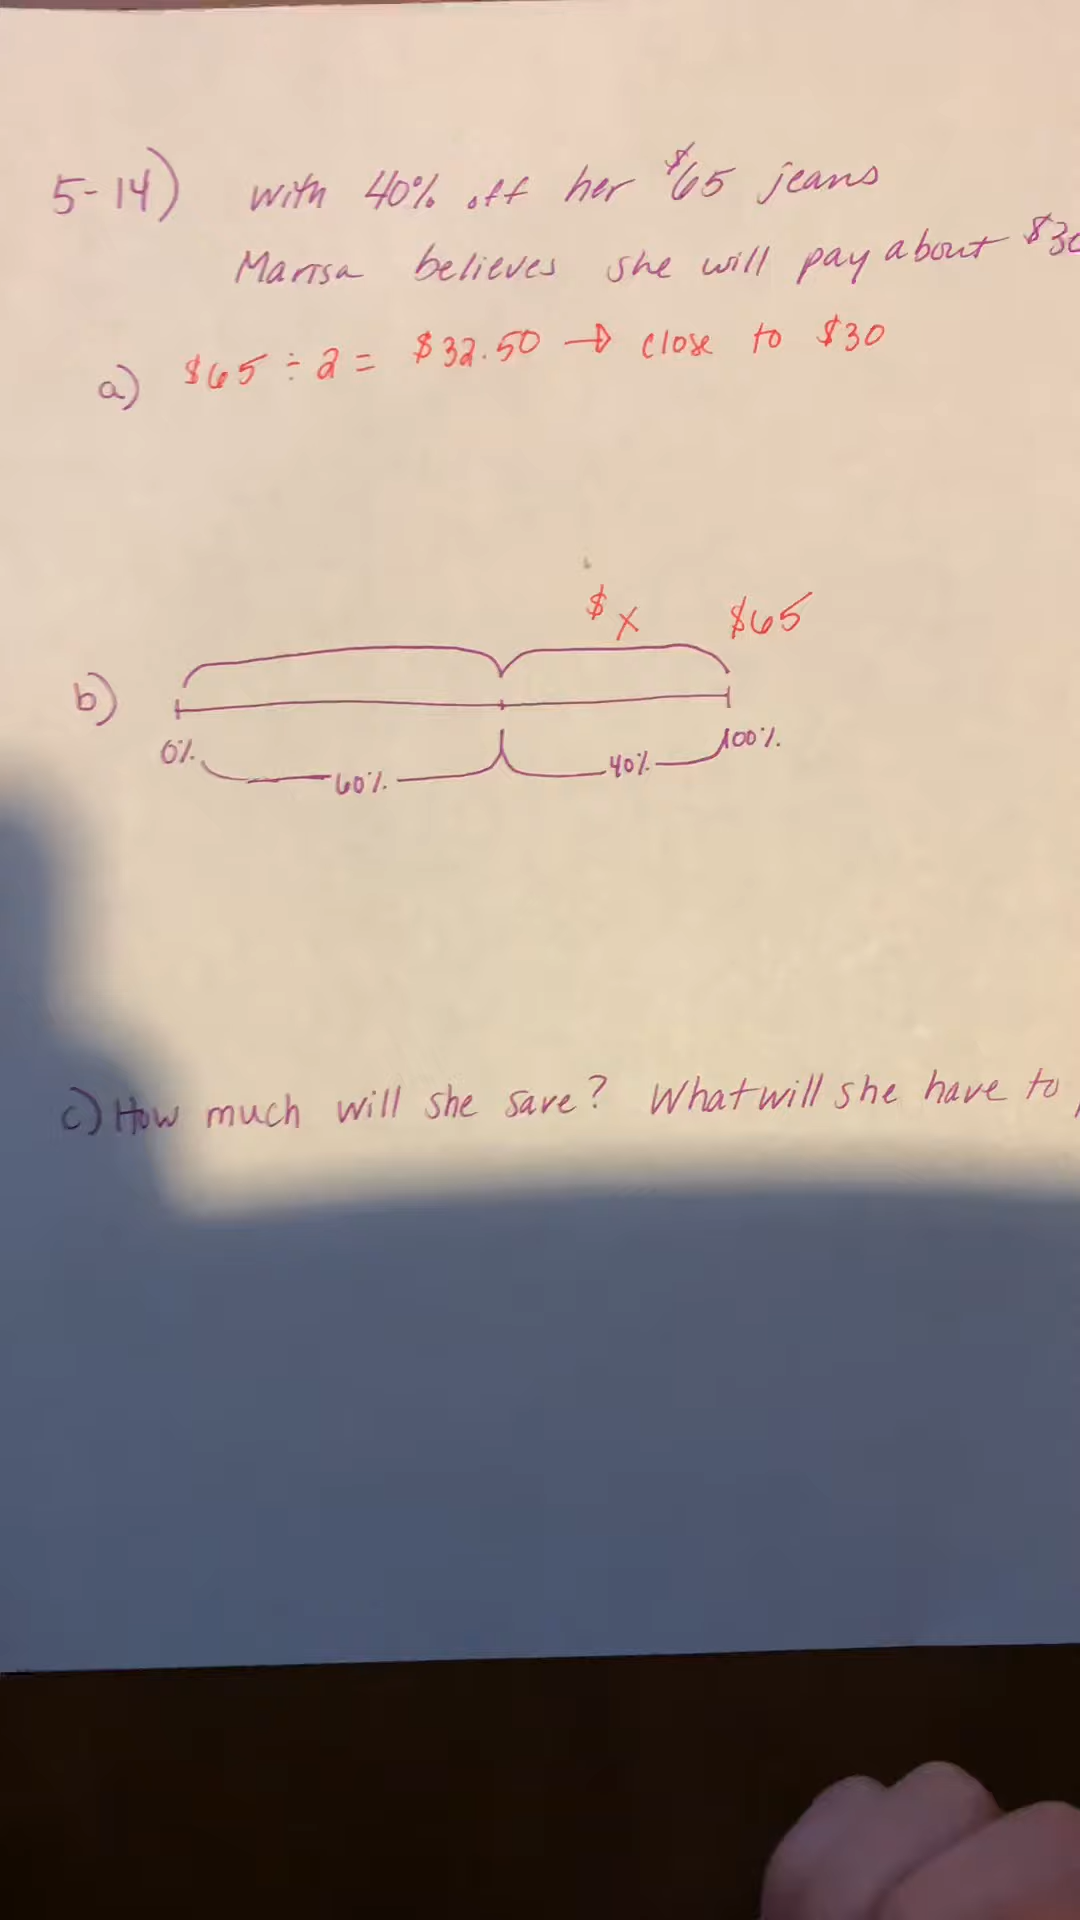 5-14) with 40% off her $65 jeans
Marisa believes she will pay about $30
a) $65 ÷ 2 = $32.50 → close to $30
$x $65
b)
0% 60% 40% 100%
c) How much will she save? What will she have to